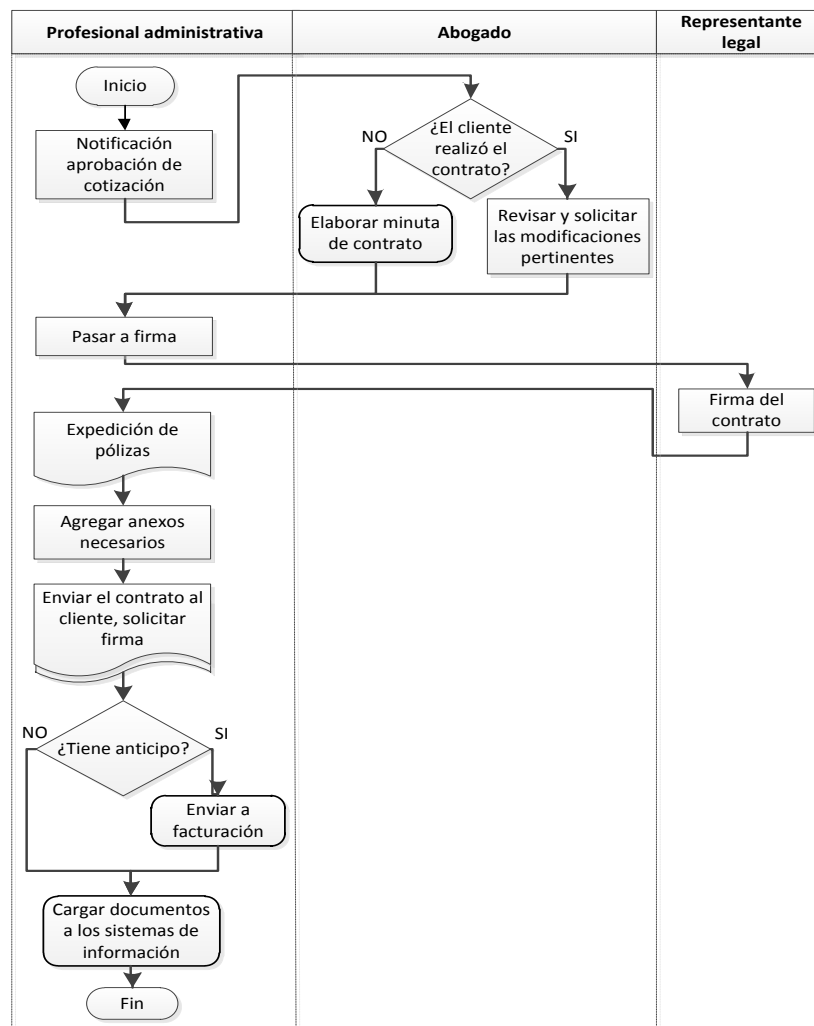 Profesional administrativa
Abogado
Representante
legal
Inicio
Notificación
aprobación de
cotización
¿El cliente
realizó el
contrato?
NO
SI
Elaborar minuta
de contrato
Revisar y solicitar
las modificaciones
pertinentes
Pasar a firma
Firma del
contrato
Expedición de
pólizas
Agregar anexos
necesarios
Enviar el contrato al
cliente, solicitar
firma
NO
SI
¿Tiene anticipo?
Enviar a
facturación
Cargar documentos
a los sistemas de
información
Fin